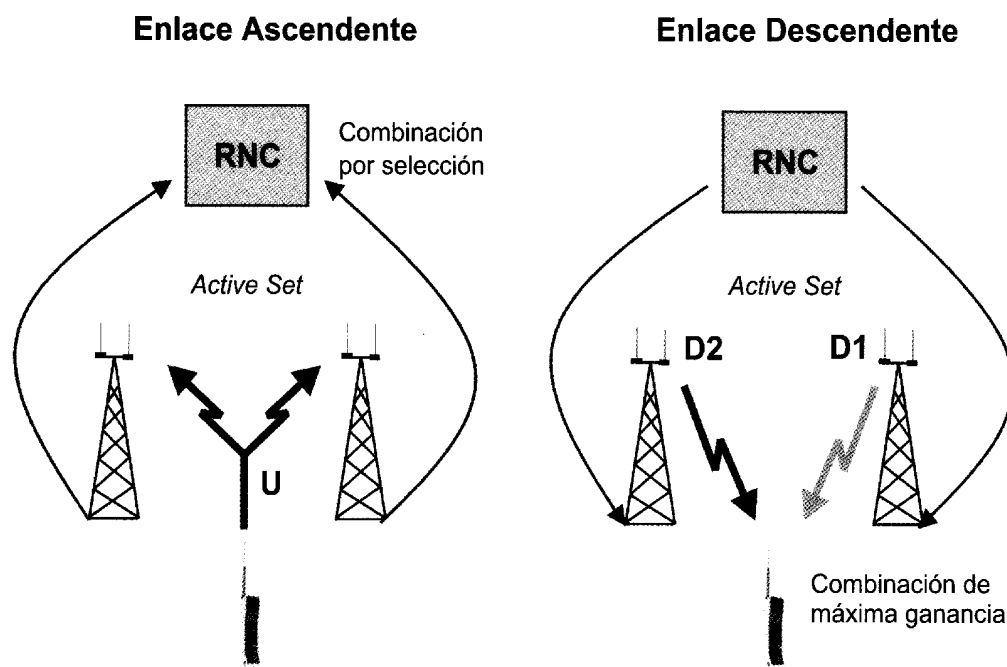 Enlace Ascendente
RNC
Combinación
por selección
Active Set
U
Enlace Descendente
RNC
Active Set
D2
D1
Combinación de
máxima ganancia